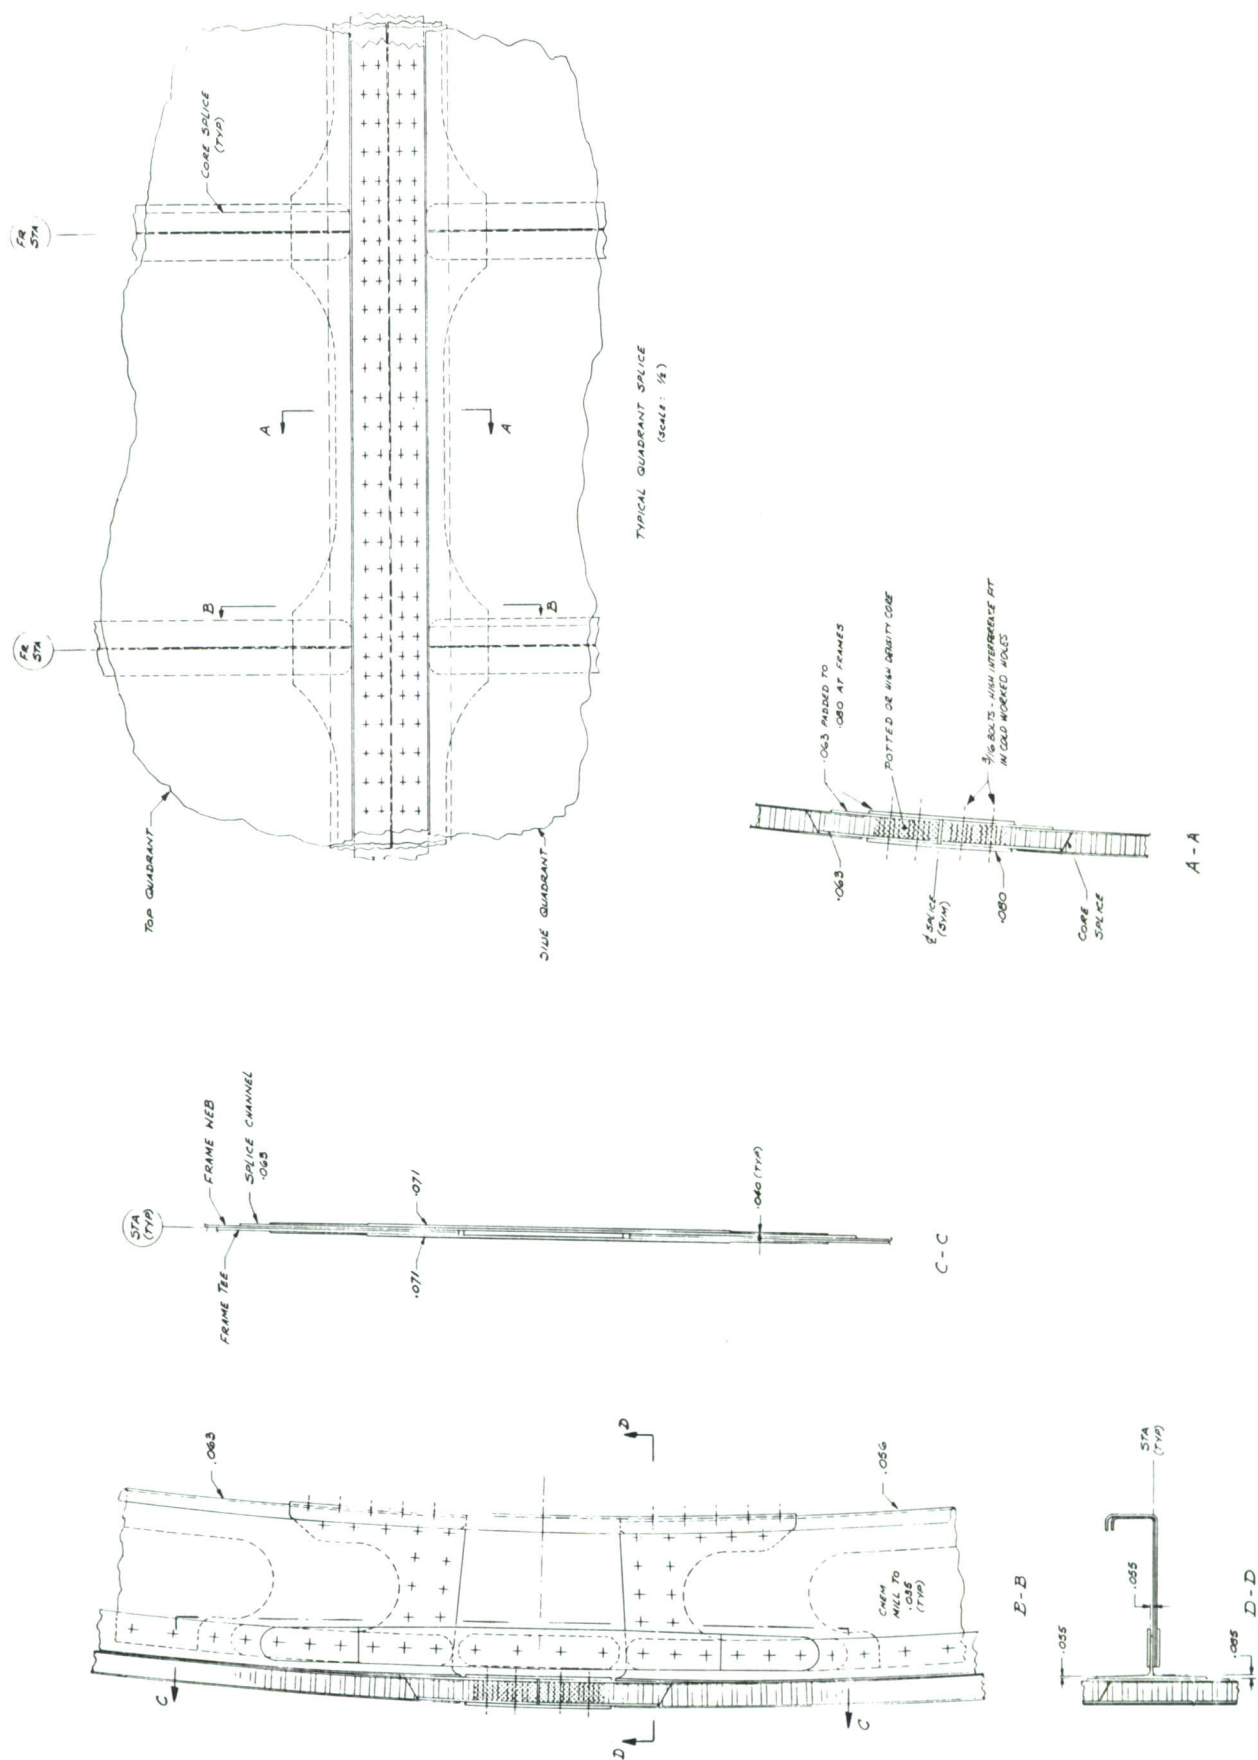 FR
STA
FR
STA
TOP QUADRANT
CORE SPLICE
(TYP)
B
B
A
A
SIDE QUADRANT
TYPICAL QUADRANT SPLICE
(SCALE: 1/2)
.063 PADDED TO
.080 AT FRAMES
POTTED OR HIGH DENSITY CORE
3/16 BOLTS - HIGH INTERFERENCE FIT
IN COLD WORKED HOLES
.063
℄ SPLICE
(SYM)
.080
CORE
SPLICE
A - A
STA
(TYP)
FRAME WEB
SPLICE CHANNEL
.063
FRAME TEE
.071
.071
.040 (TYP)
C - C
.063
D
D
C
C
.056
CHEM
MILL TO
.035
(TYP)
B - B
STA
(TYP)
.055
.055
D - D